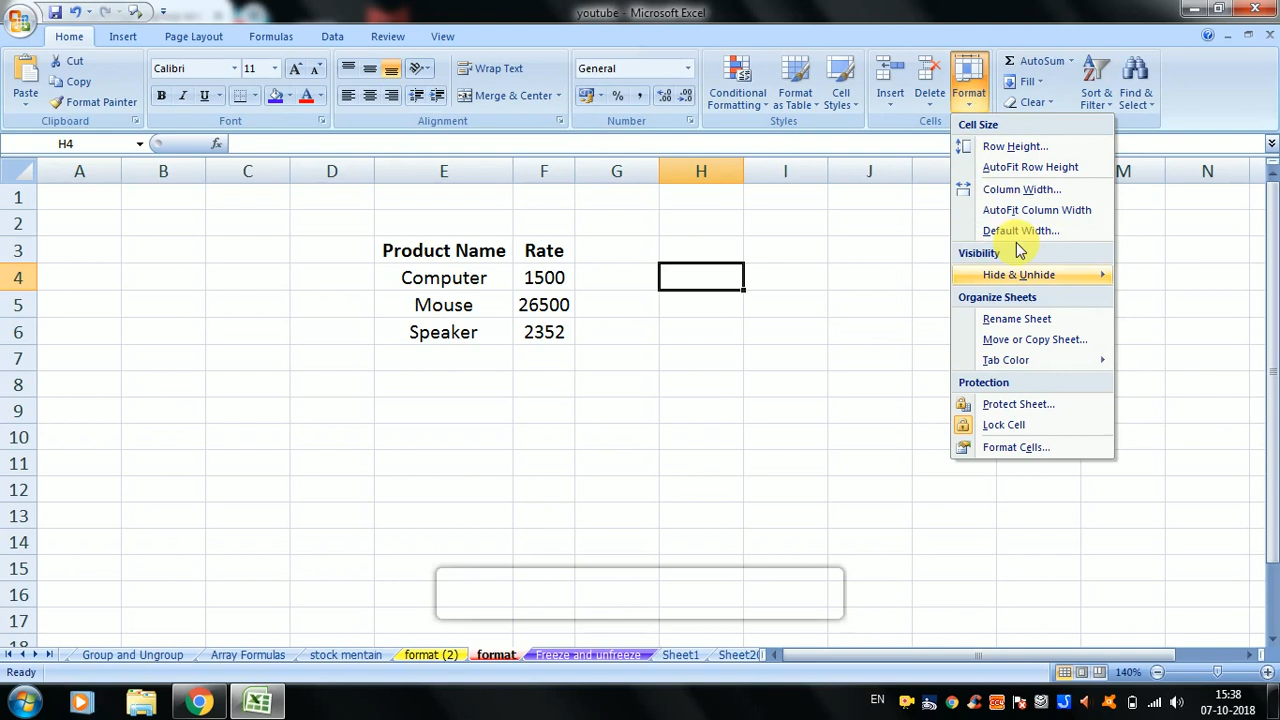 youtube - Microsoft Excel
Home Insert Page Layout Formulas Data Review View
Paste
Cut
Copy
Format Painter
Clipboard
Calibri 11
B I U
Font
Wrap Text
Merge & Center
Alignment
General
%
Number
Conditional Formatting
Format as Table
Cell Styles
Styles
Insert
Delete
Format
Cells
AutoSum
Fill
Clear
Sort & Filter
Find & Select
Cell Size
Row Height...
AutoFit Row Height
Column Width...
AutoFit Column Width
Default Width...
Visibility
Hide & Unhide
Organize Sheets
Rename Sheet
Move or Copy Sheet...
Tab Color
Protection
Protect Sheet...
Lock Cell
Format Cells...
H4 fx
A B C D E F G H I J M N
1
2
3 Product Name Rate
4 Computer 1500
5 Mouse 26500
6 Speaker 2352
7
8
9
10
11
12
13
14
15
16
17
18
Group and Ungroup Array Formulas stock mentain format (2) format Freeze and unfreeze Sheet1 Sheet20
Ready 140%
EN 15:38
07-10-2018